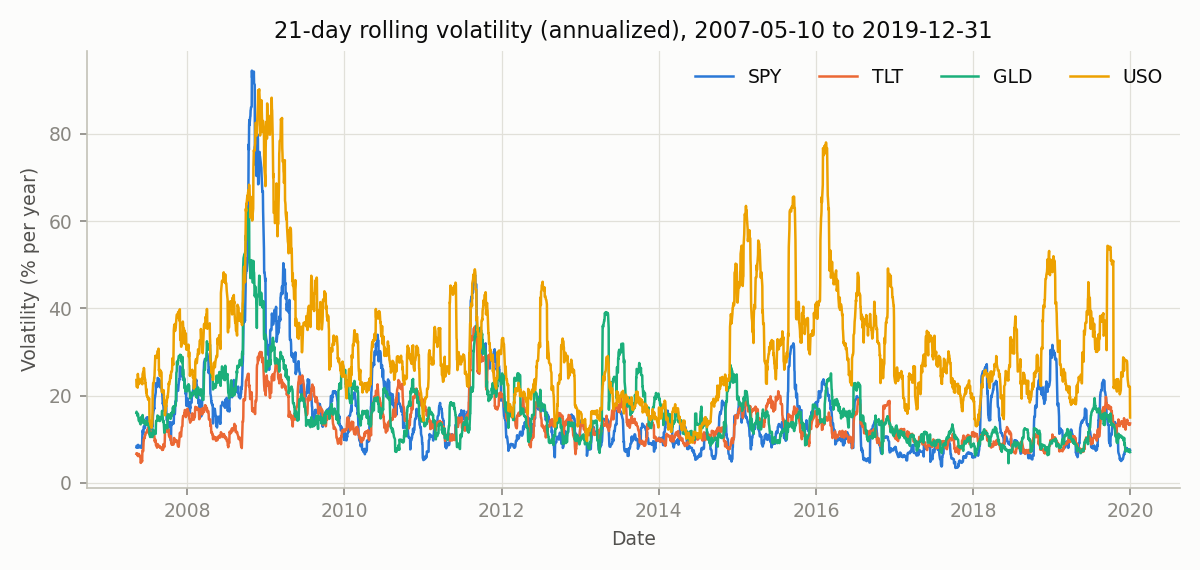 21-day rolling volatility (annualized), 2007-05-10 to 2019-12-31
SPY TLT GLD USO
Volatility (% per year)
80
60
40
20
0
2008 2010 2012 2014 2016 2018 2020
Date